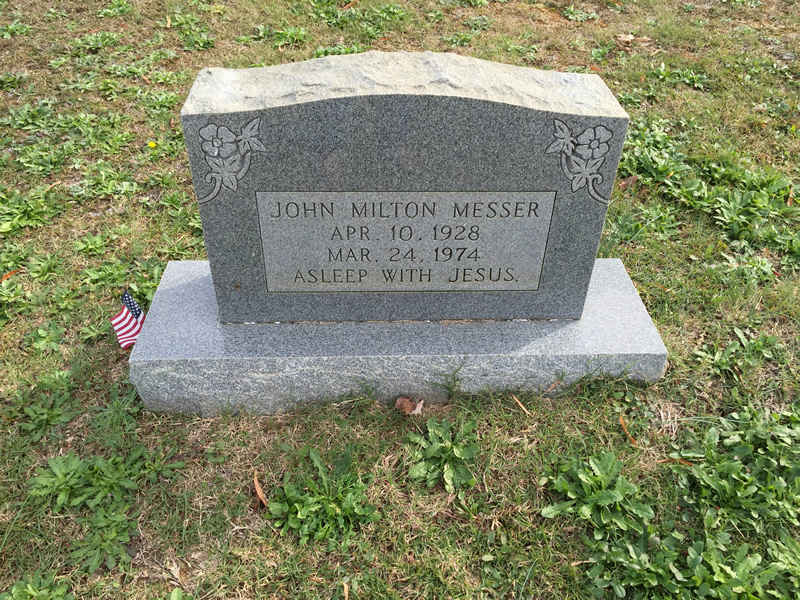 JOHN MILTON MESSER
APR. 10, 1928
MAR. 24, 1974
ASLEEP WITH JESUS.